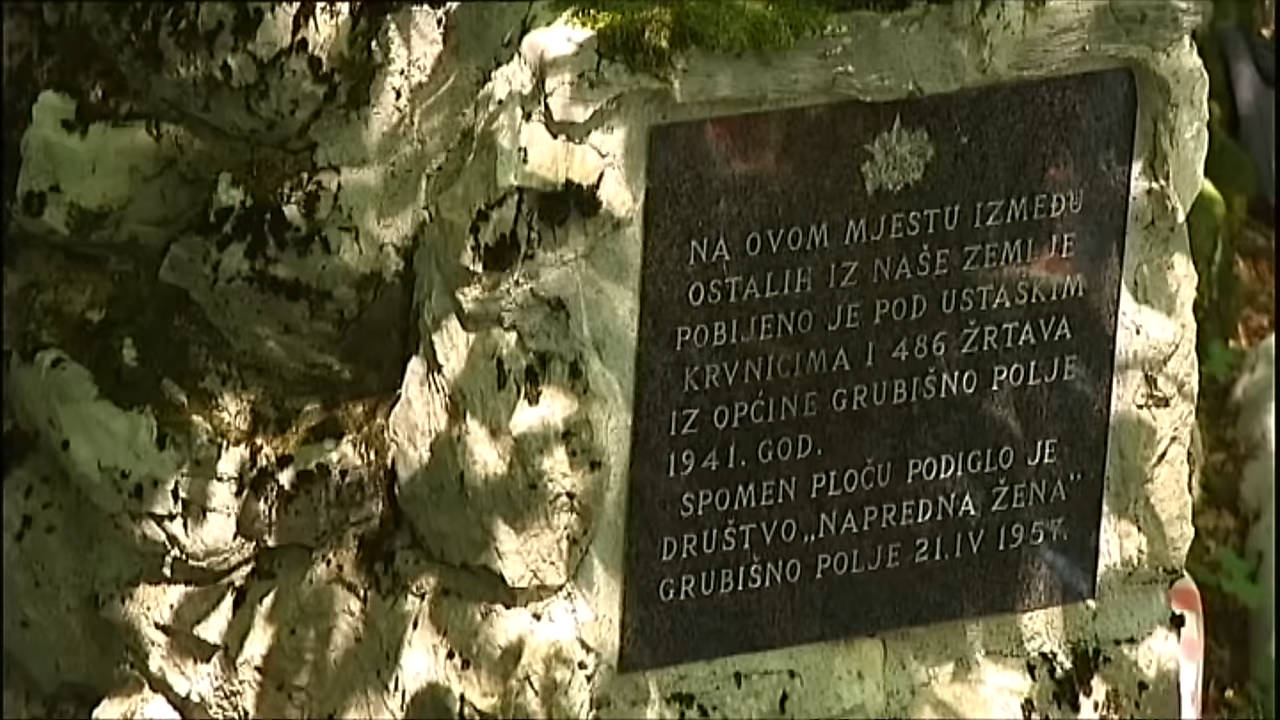 NA OVOM MJESTU IZMEĐU
OSTALIH IZ NAŠE ZEMLJE
POBIJENO JE POD USTAŠKIM
KRVNICIMA I 486 ŽRTAVA
IZ OPĆINE GRUBIŠNO POLJE
1941. GOD.
SPOMEN PLOČU PODIGLO JE
DRUŠTVO „NAPREDNA ŽENA"
GRUBIŠNO POLJE 21.IV 1957.